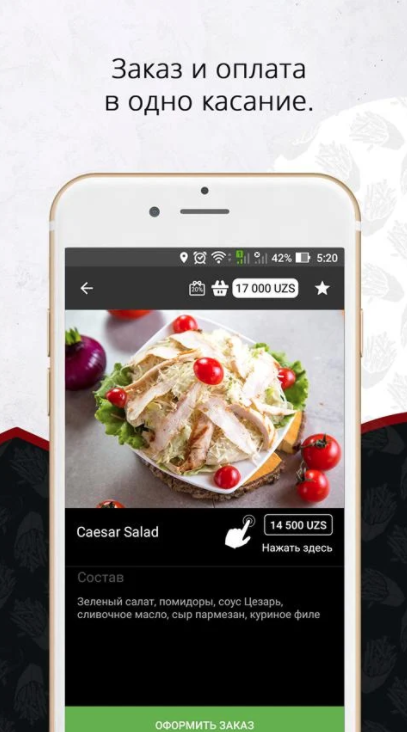 Заказ и оплата
в одно касание.
42% 5:20
20%
17 000 UZS
Caesar Salad
14 500 UZS
Нажать здесь
Состав
Зеленый салат, помидоры, соус Цезарь,
сливочное масло, сыр пармезан, куриное филе
ОФОРМИТЬ ЗАКАЗ